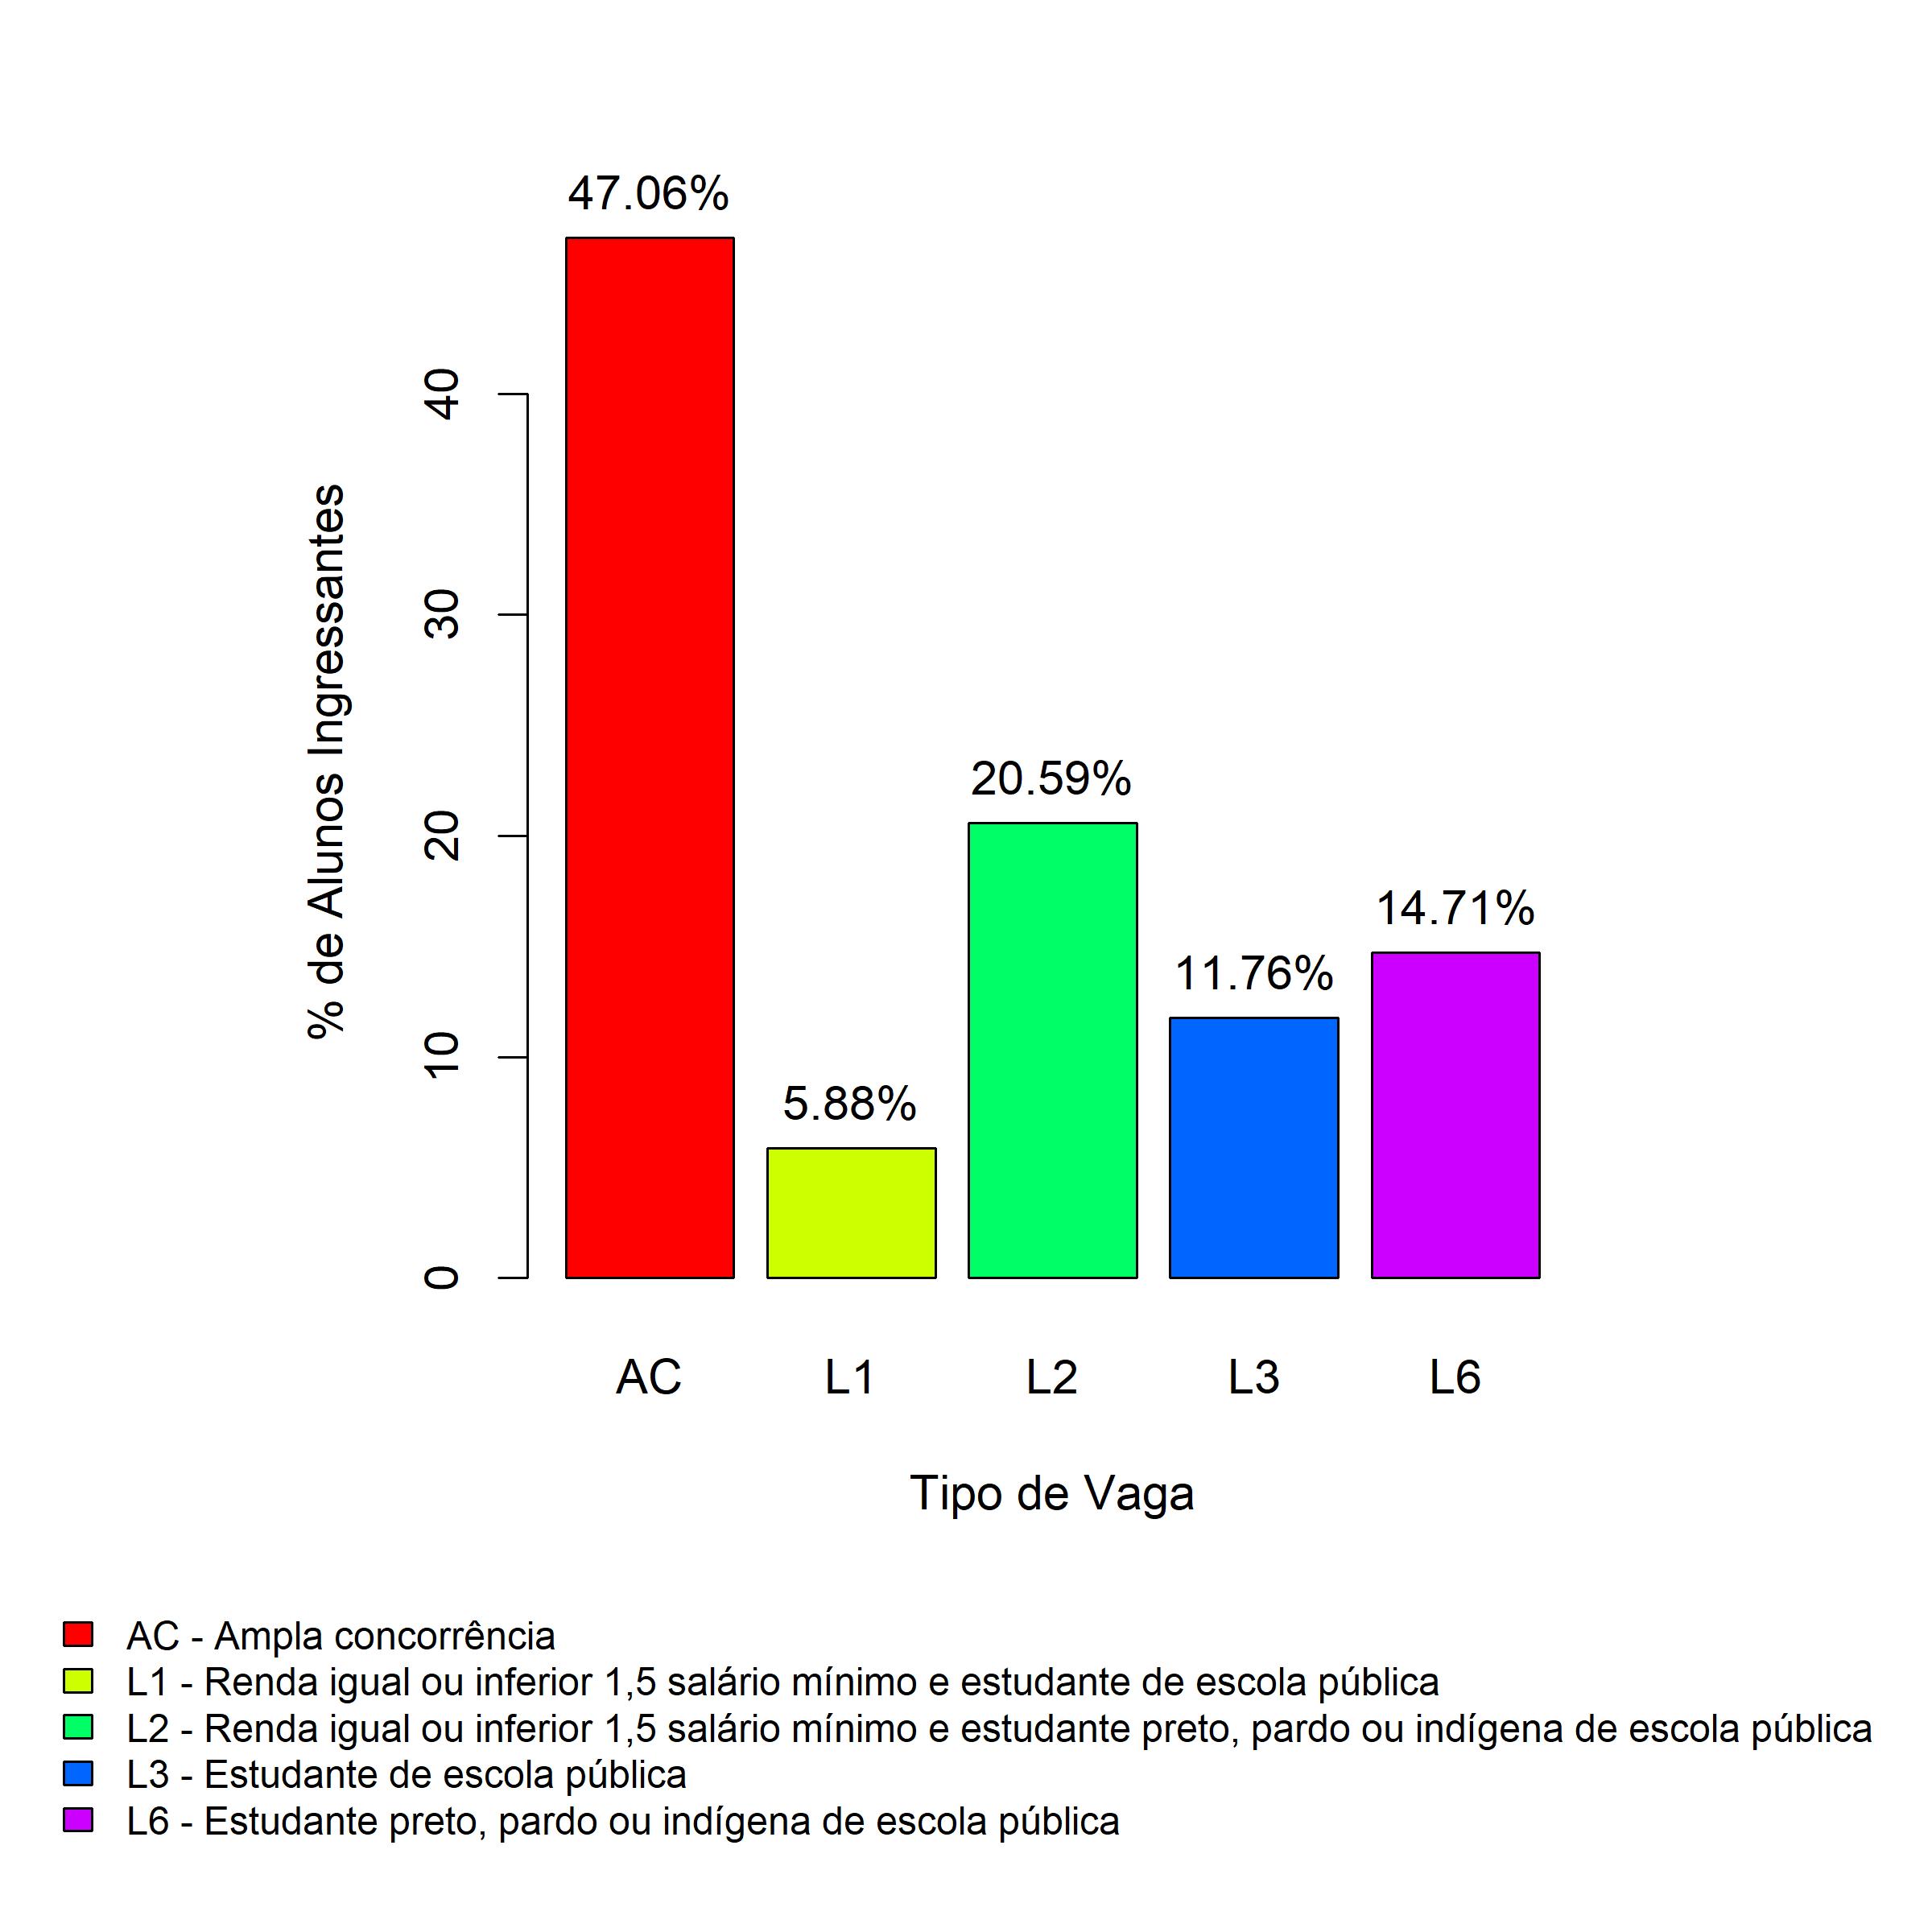 47.06%
40
30
20
10
0
% de Alunos Ingressantes
5.88%
20.59%
11.76%
14.71%
AC
L1
L2
L3
L6
Tipo de Vaga
AC - Ampla concorrência
L1 - Renda igual ou inferior 1,5 salário mínimo e estudante de escola pública
L2 - Renda igual ou inferior 1,5 salário mínimo e estudante preto, pardo ou indígena de escola pública
L3 - Estudante de escola pública
L6 - Estudante preto, pardo ou indígena de escola pública